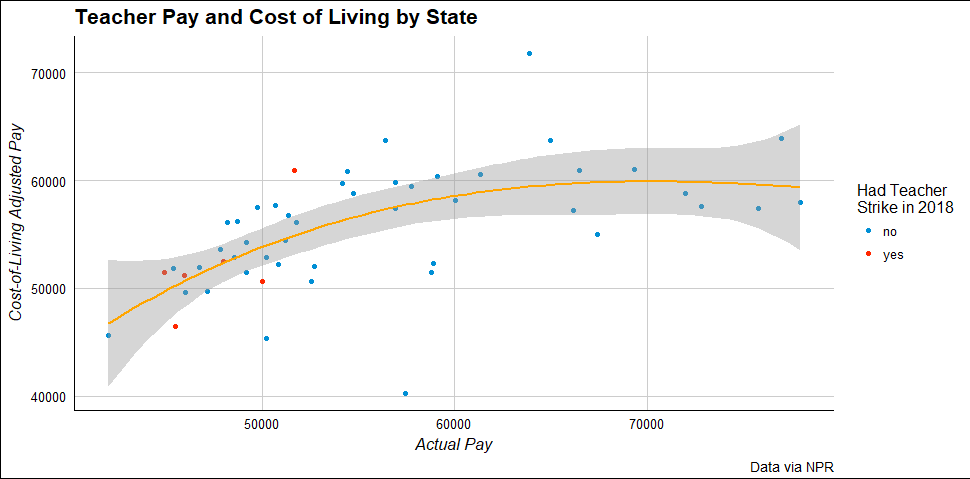 Teacher Pay and Cost of Living by State
70000
60000
50000
40000
Cost-of-Living Adjusted Pay
50000
60000
70000
Actual Pay
Had Teacher
Strike in 2018
no
yes
Data via NPR